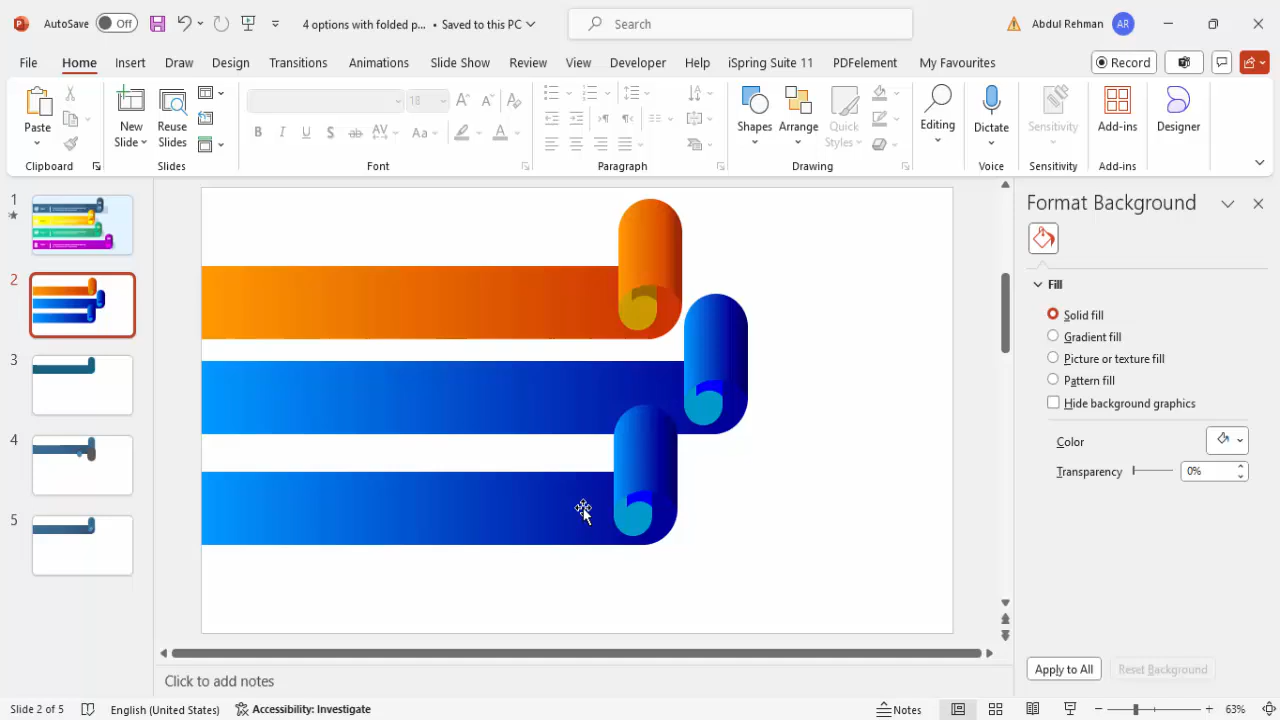 AutoSave Off 4 options with folded p... • Saved to this PC Search Abdul Rehman AR
File Home Insert Draw Design Transitions Animations Slide Show Review View Developer Help iSpring Suite 11 PDFelement My Favourites Record
Paste New Slide Reuse Slides 18 Shapes Arrange Quick Styles Editing Dictate Sensitivity Add-ins Designer
Clipboard Slides Font Paragraph Drawing Voice Sensitivity Add-ins
1
2
3
4
5
Format Background
Fill
Solid fill
Gradient fill
Picture or texture fill
Pattern fill
Hide background graphics
Color
Transparency 0%
Apply to All Reset Background
Click to add notes
Slide 2 of 5 English (United States) Accessibility: Investigate Notes 63%